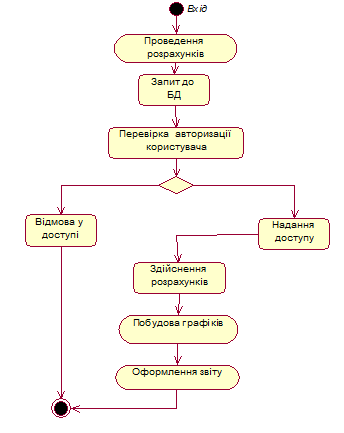 Вхід
Проведення
розрахунків
Запит до
БД
Перевірка авторизації
користувача
Відмова у
доступі
Надання
доступу
Здійснення
розрахунків
Побудова графіків
Оформлення звіту